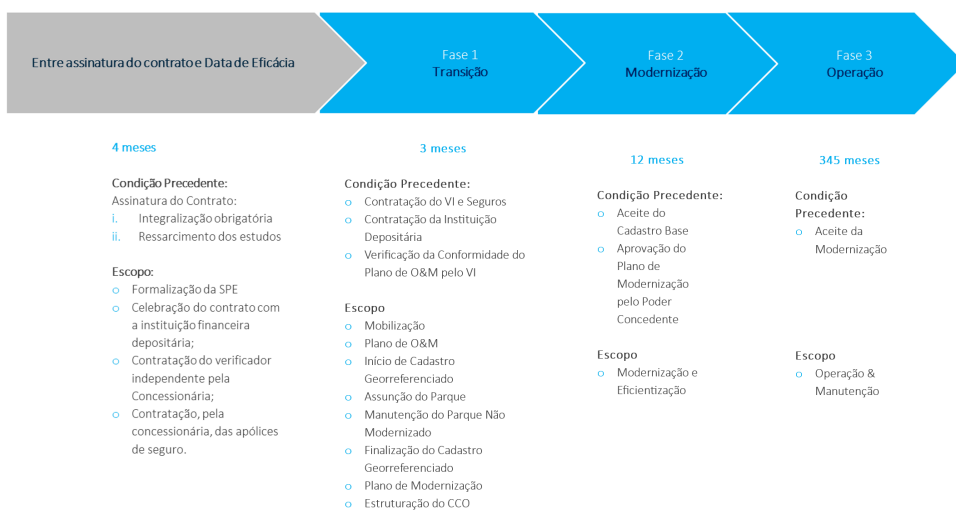 Entre assinatura do contrato e Data de Eficácia
Fase 1
Transição
Fase 2
Modernização
Fase 3
Operação
4 meses
Condição Precedente:
Assinatura do Contrato:
i. Integralização obrigatória
ii. Ressarcimento dos estudos
Escopo:
o Formalização da SPE
o Celebração do contrato com
a instituição financeira
depositária;
o Contratação do verificador
independente pela
Concessionária;
o Contratação, pela
concessionária, das apólices
de seguro.
3 meses
Condição Precedente:
o Contratação do VI e Seguros
o Contratação da Instituição
Depositária
o Verificação da Conformidade do
Plano de O&M pelo VI
Escopo
o Mobilização
o Plano de O&M
o Início de Cadastro
Georreferenciado
o Assunção do Parque
o Manutenção do Parque Não
Modernizado
o Finalização do Cadastro
Georreferenciado
o Plano de Modernização
o Estruturação do CCO
12 meses
Condição Precedente:
o Aceite do
Cadastro Base
o Aprovação do
Plano de
Modernização
pelo Poder
Concedente
Escopo
o Modernização e
Eficientização
345 meses
Condição
Precedente:
o Aceite da
Modernização
Escopo
o Operação &
Manutenção